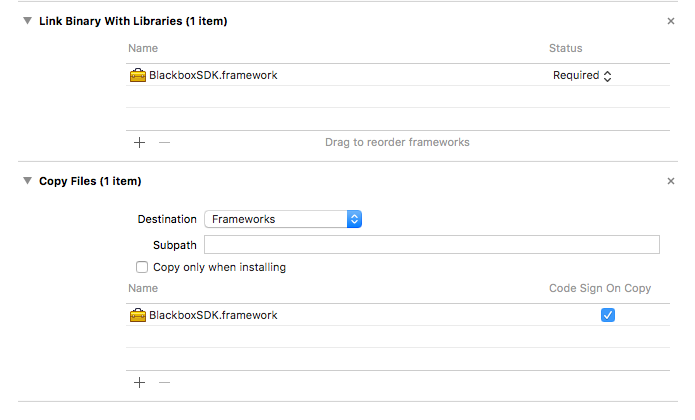 Link Binary With Libraries (1 item)
Name Status
BlackboxSDK.framework Required
Drag to reorder frameworks
Copy Files (1 item)
Destination Frameworks
Subpath
Copy only when installing
Name Code Sign On Copy
BlackboxSDK.framework